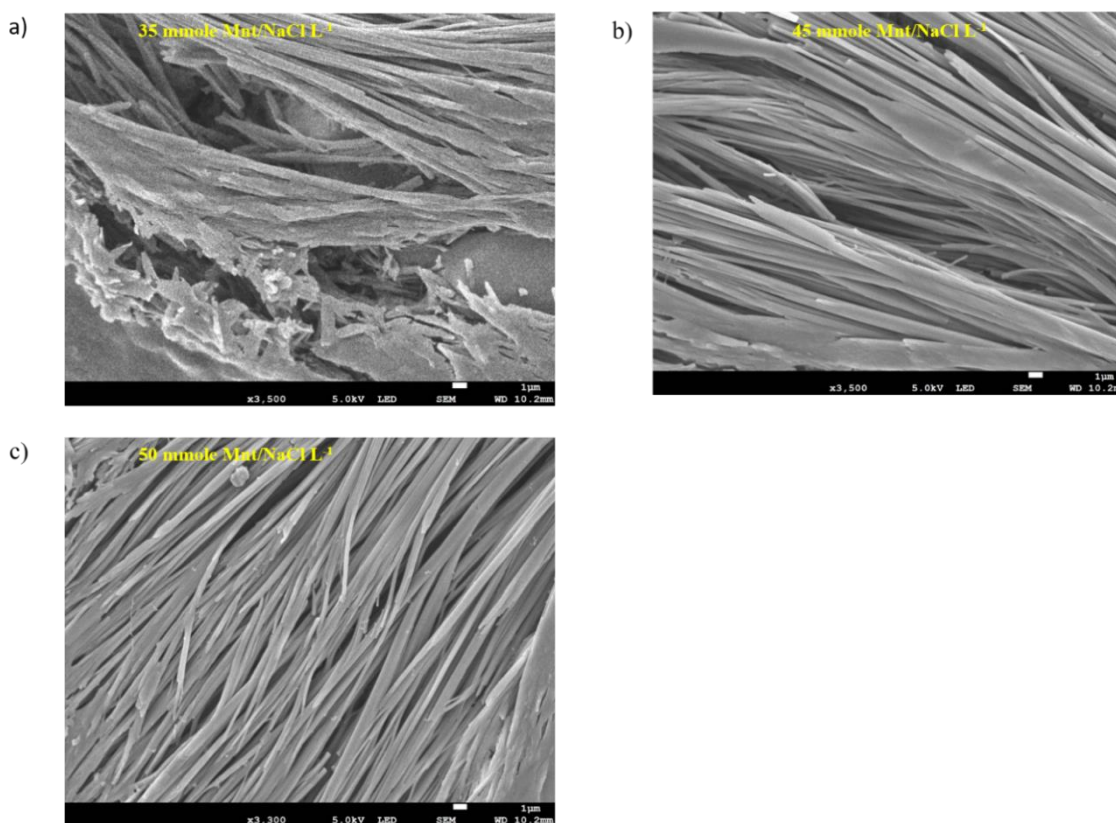 a)
35 mmole Mnt/NaCl L⁻¹
x3,500 5.0kV LED SEM 1µm WD 10.2mm
b)
45 mmole Mnt/NaCl L⁻¹
x3,500 5.0kV LED SEM 1µm WD 10.2mm
c)
50 mmole Mnt/NaCl L⁻¹
x3,300 5.0kV LED SEM 1µm WD 10.2mm